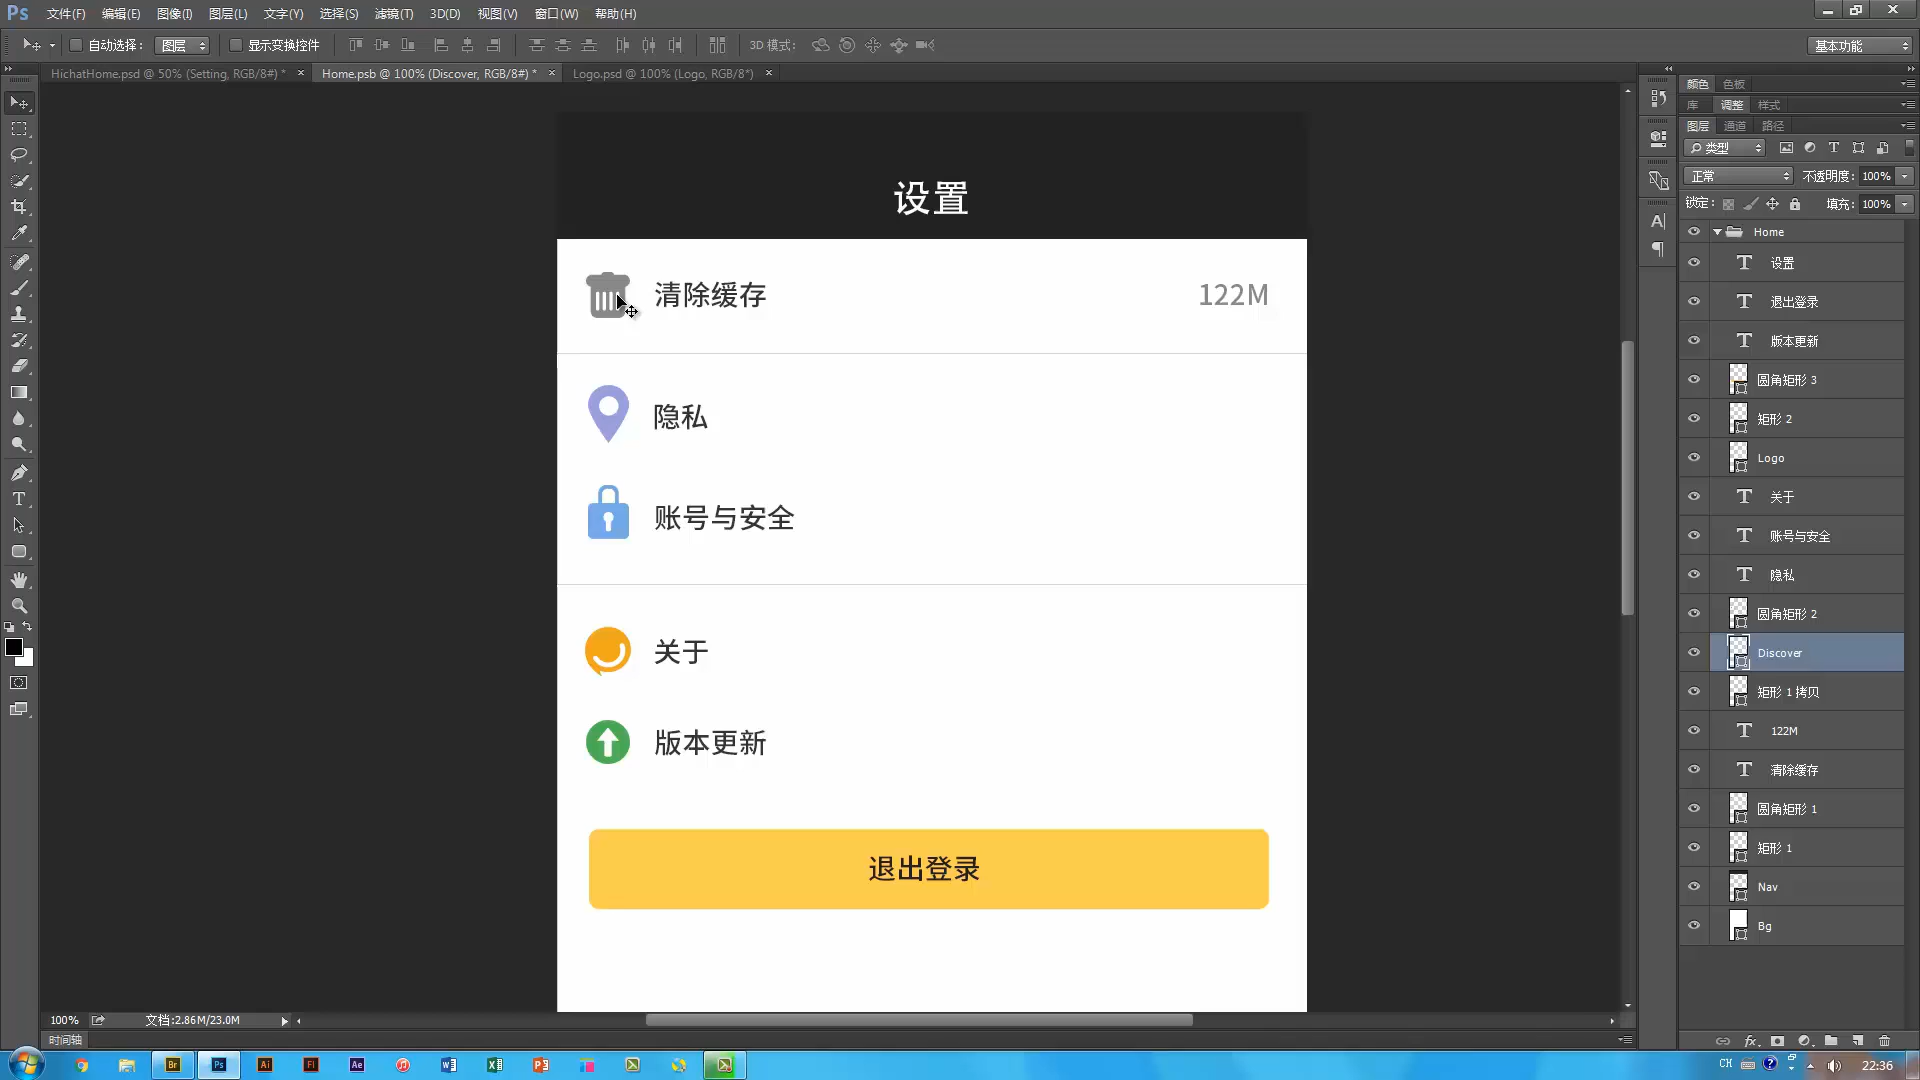 Ps 文件(F) 编辑(E) 图像(I) 图层(L) 文字(Y) 选择(S) 滤镜(T) 3D(D) 视图(V) 窗口(W) 帮助(H)
自动选择： 图层 显示变换控件 3D 模式： 基本功能
HichatHome.psd @ 50% (Setting, RGB/8#) * × Home.psb @ 100% (Discover, RGB/8#) * × Logo.psd @ 100% (Logo, RGB/8*) ×
颜色 色板
库 调整 样式
图层 通道 路径
类型
正常 不透明度： 100%
锁定： 填充： 100%
Home
设置
退出登录
版本更新
圆角矩形 3
矩形 2
Logo
关于
账号与安全
隐私
圆角矩形 2
Discover
矩形 1 拷贝
122M
清除缓存
圆角矩形 1
矩形 1
Nav
Bg
设置
清除缓存 122M
隐私
账号与安全
关于
版本更新
退出登录
100% 文档:2.86M/23.0M
时间轴
Br Ps Ai Fl Ae
CH 22:36